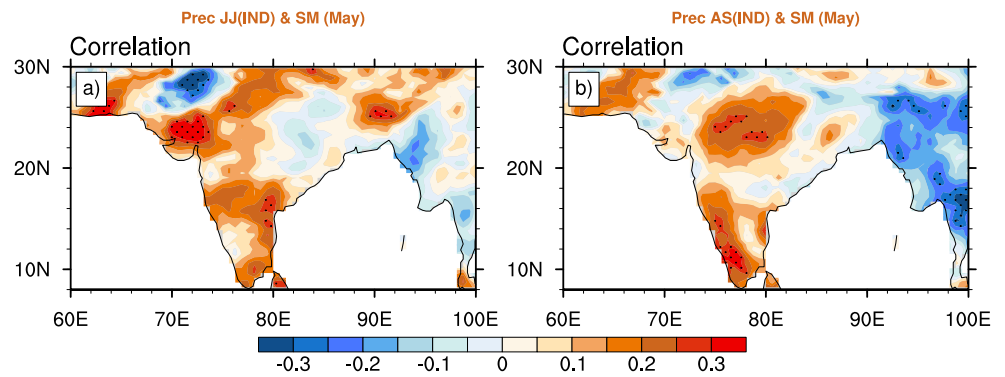 Prec JJ(IND) & SM (May)
Correlation
a)
30N
20N
10N
60E 70E 80E 90E 100E
Prec AS(IND) & SM (May)
Correlation
b)
30N
20N
10N
60E 70E 80E 90E 100E
-0.3 -0.2 -0.1 0 0.1 0.2 0.3